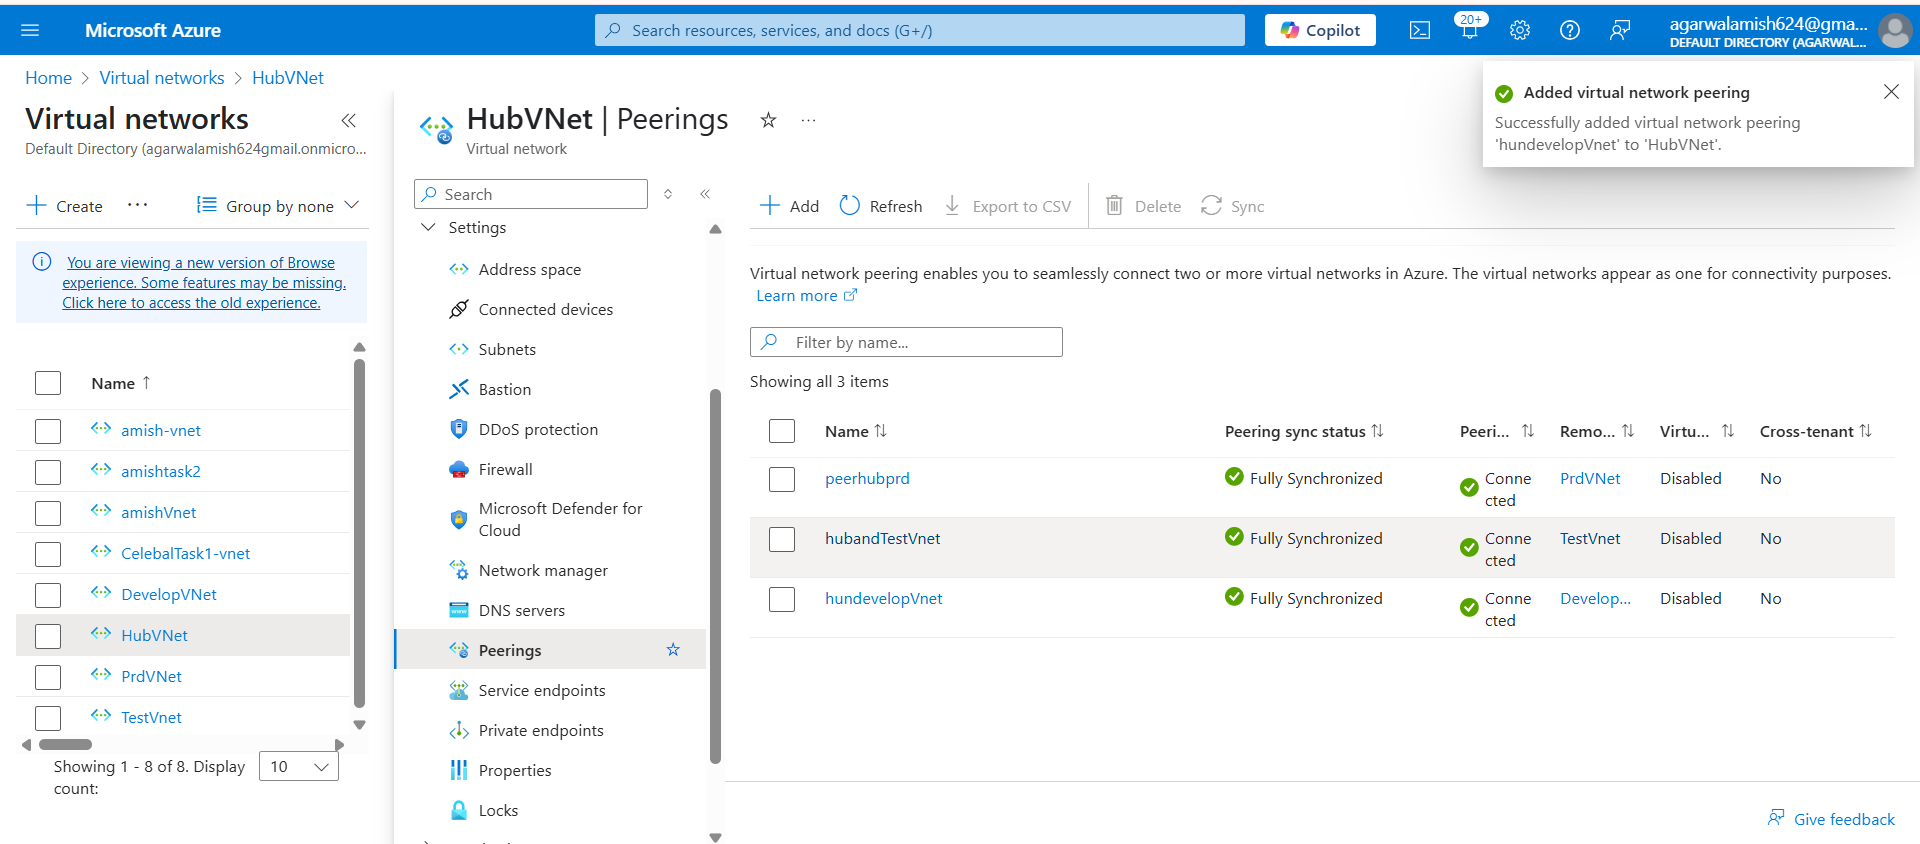 Microsoft Azure
Search resources, services, and docs (G+/)
Copilot
20+
agarwalamish624@gma...
DEFAULT DIRECTORY (AGARWAL...
Home > Virtual networks > HubVNet
Added virtual network peering
Successfully added virtual network peering
'hundevelopVnet' to 'HubVNet'.
Virtual networks
Default Directory (agarwalamish624gmail.onmicro...
Create
Group by none
You are viewing a new version of Browse
experience. Some features may be missing.
Click here to access the old experience.
Name
amish-vnet
amishtask2
amishVnet
CelebalTask1-vnet
DevelopVNet
HubVNet
PrdVNet
TestVnet
Showing 1 - 8 of 8. Display
count:
10
HubVNet | Peerings
Virtual network
Search
Settings
Address space
Connected devices
Subnets
Bastion
DDoS protection
Firewall
Microsoft Defender for
Cloud
Network manager
DNS servers
Peerings
Service endpoints
Private endpoints
Properties
Locks
Add
Refresh
Export to CSV
Delete
Sync
Virtual network peering enables you to seamlessly connect two or more virtual networks in Azure. The virtual networks appear as one for connectivity purposes.
Learn more
Filter by name...
Showing all 3 items
Name Peering sync status Peeri... Remo... Virtu... Cross-tenant
peerhubprd Fully Synchronized Conne PrdVNet Disabled No
cted
hubandTestVnet Fully Synchronized Conne TestVnet Disabled No
cted
hundevelopVnet Fully Synchronized Conne Develop... Disabled No
cted
Give feedback